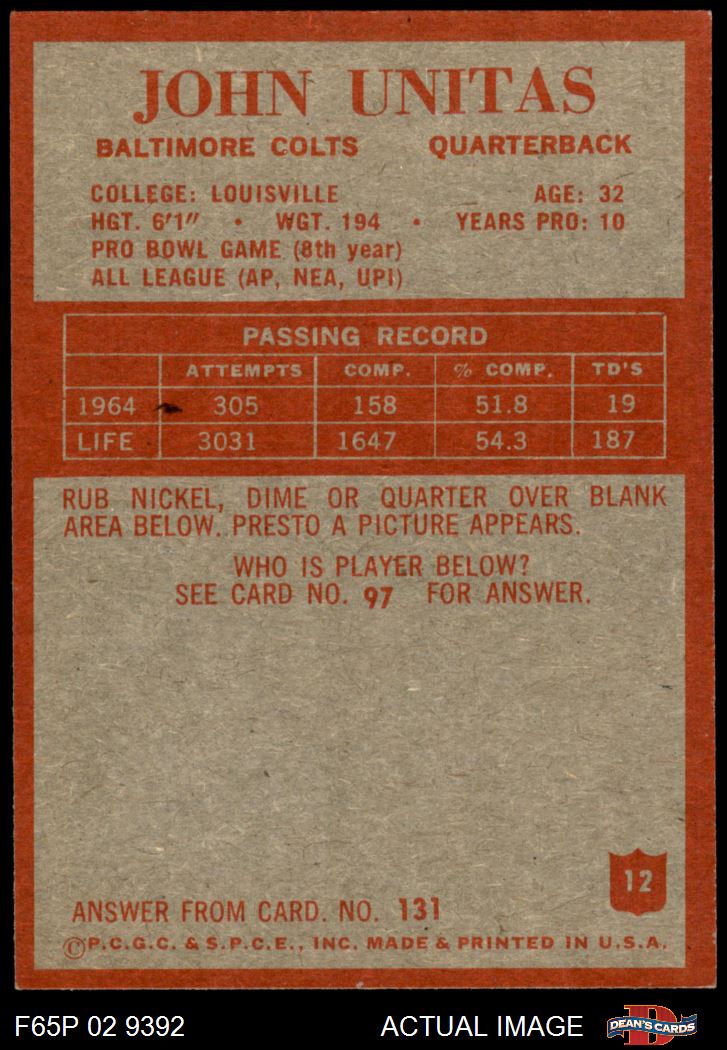 JOHN UNITAS
BALTIMORE COLTS QUARTERBACK
COLLEGE: LOUISVILLE AGE: 32
HGT. 6'1" • WGT. 194 • YEARS PRO: 10
PRO BOWL GAME (8th year)
ALL LEAGUE (AP, NEA, UPI)
PASSING RECORD
ATTEMPTS COMP. % COMP. TD'S
1964 305 158 51.8 19
LIFE 3031 1647 54.3 187
RUB NICKEL, DIME OR QUARTER OVER BLANK
AREA BELOW. PRESTO A PICTURE APPEARS.
WHO IS PLAYER BELOW?
SEE CARD NO. 97 FOR ANSWER.
12
ANSWER FROM CARD. NO. 131
©P.C.G.C. & S.P.C.E., INC. MADE & PRINTED IN U.S.A.
F65P 02 9392 ACTUAL IMAGE D DEAN'S CARDS